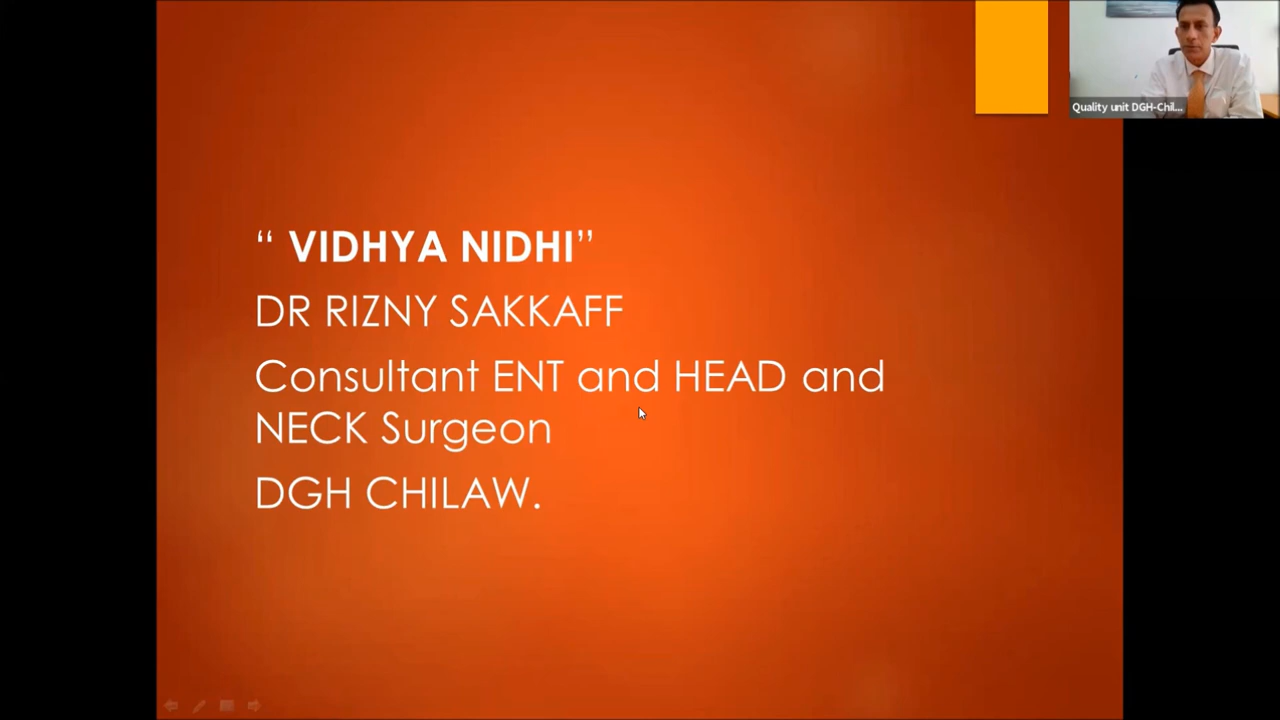 “ VIDHYA NIDHI”
DR RIZNY SAKKAFF
Consultant ENT and HEAD and
NECK Surgeon
DGH CHILAW.
Quality unit DGH-Chil...